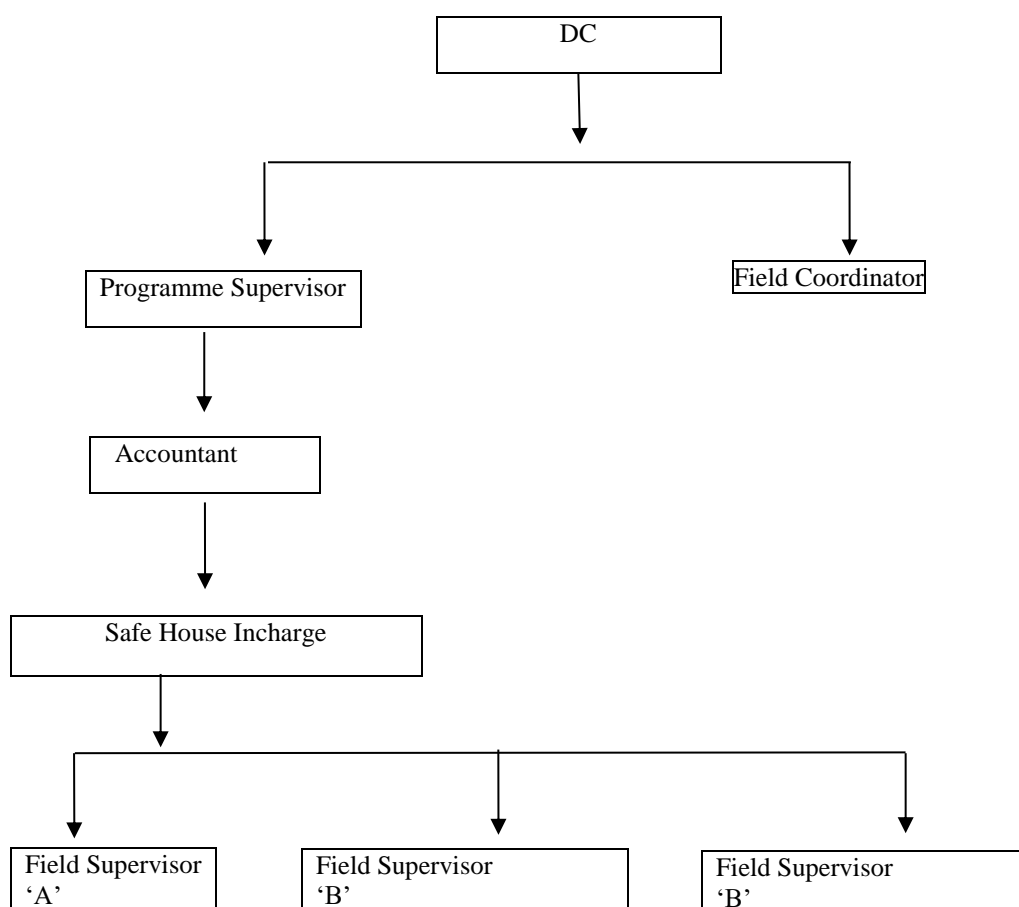 DC
Programme Supervisor
Field Coordinator
Accountant
Safe House Incharge
Field Supervisor
‘A’
Field Supervisor
‘B’
Field Supervisor
‘B’